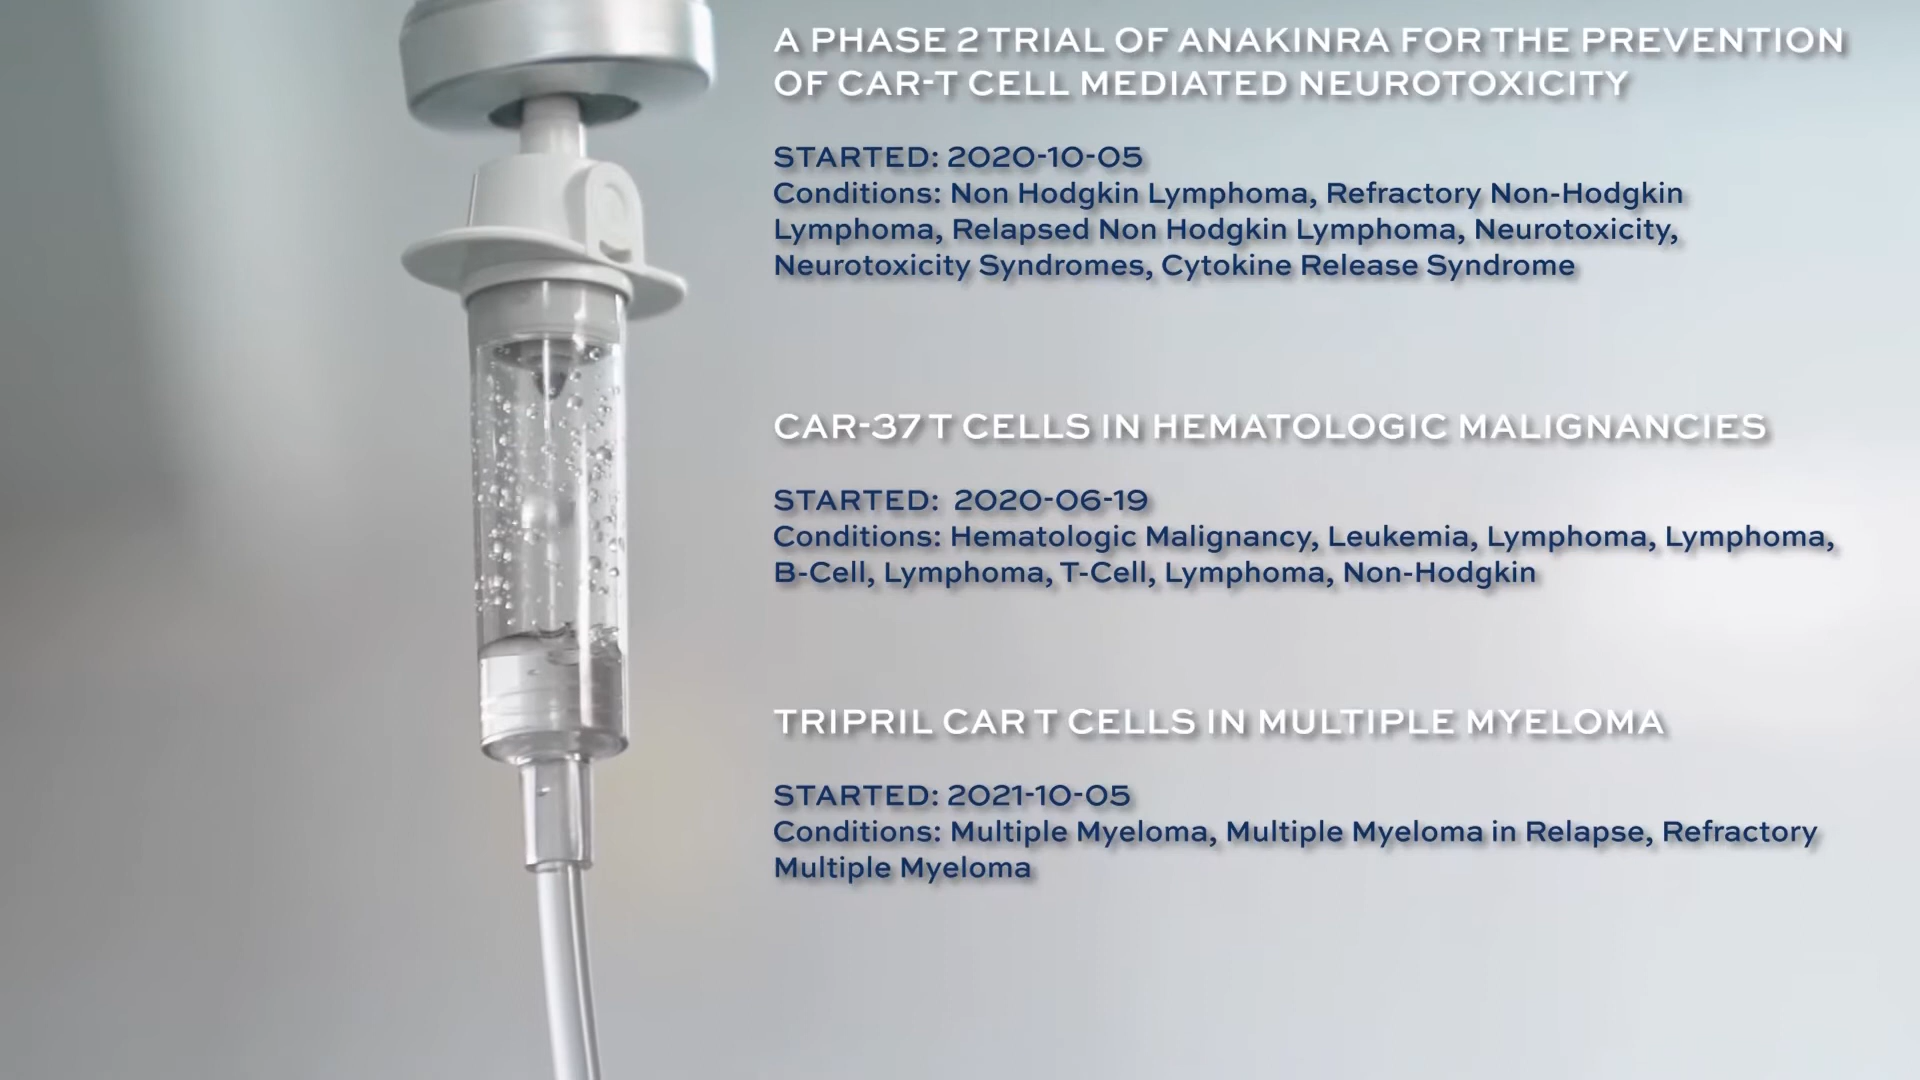 A PHASE 2 TRIAL OF ANAKINRA FOR THE PREVENTION
OF CAR-T CELL MEDIATED NEUROTOXICITY
STARTED: 2020-10-05
Conditions: Non Hodgkin Lymphoma, Refractory Non-Hodgkin
Lymphoma, Relapsed Non Hodgkin Lymphoma, Neurotoxicity,
Neurotoxicity Syndromes, Cytokine Release Syndrome
CAR-37 T CELLS IN HEMATOLOGIC MALIGNANCIES
STARTED: 2020-06-19
Conditions: Hematologic Malignancy, Leukemia, Lymphoma, Lymphoma,
B-Cell, Lymphoma, T-Cell, Lymphoma, Non-Hodgkin
TRIPRIL CAR T CELLS IN MULTIPLE MYELOMA
STARTED: 2021-10-05
Conditions: Multiple Myeloma, Multiple Myeloma in Relapse, Refractory
Multiple Myeloma